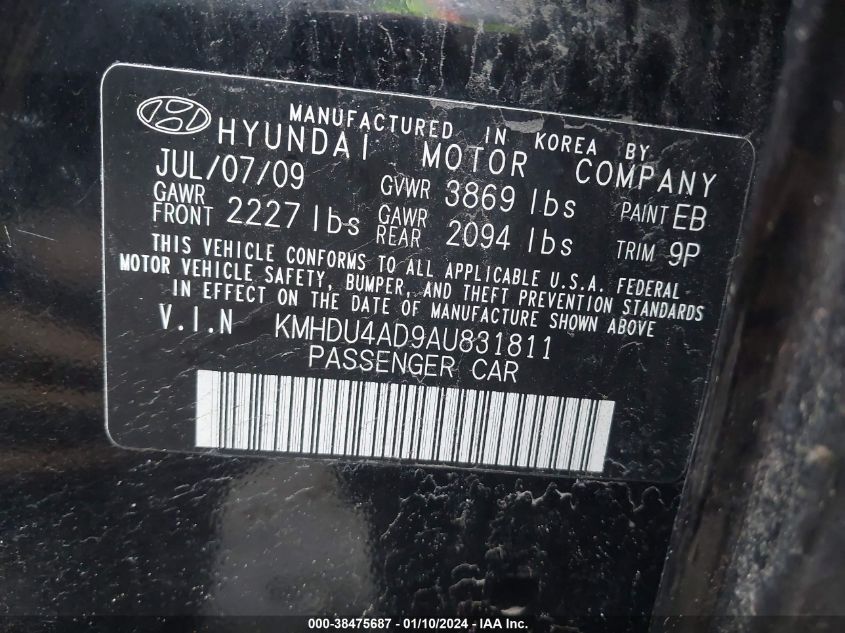 MANUFACTURED IN KOREA BY
HYUNDAI MOTOR COMPANY
JUL/07/09 GVWR 3869 lbs PAINT EB
GAWR FRONT 2227 lbs GAWR REAR 2094 lbs TRIM 9P
THIS VEHICLE CONFORMS TO ALL APPLICABLE U.S.A. FEDERAL
MOTOR VEHICLE SAFETY, BUMPER, AND THEFT PREVENTION STANDARDS
IN EFFECT ON THE DATE OF MANUFACTURE SHOWN ABOVE
V.I.N KMHDU4AD9AU831811
PASSENGER CAR
000-38475687 - 01/10/2024 - IAA Inc.